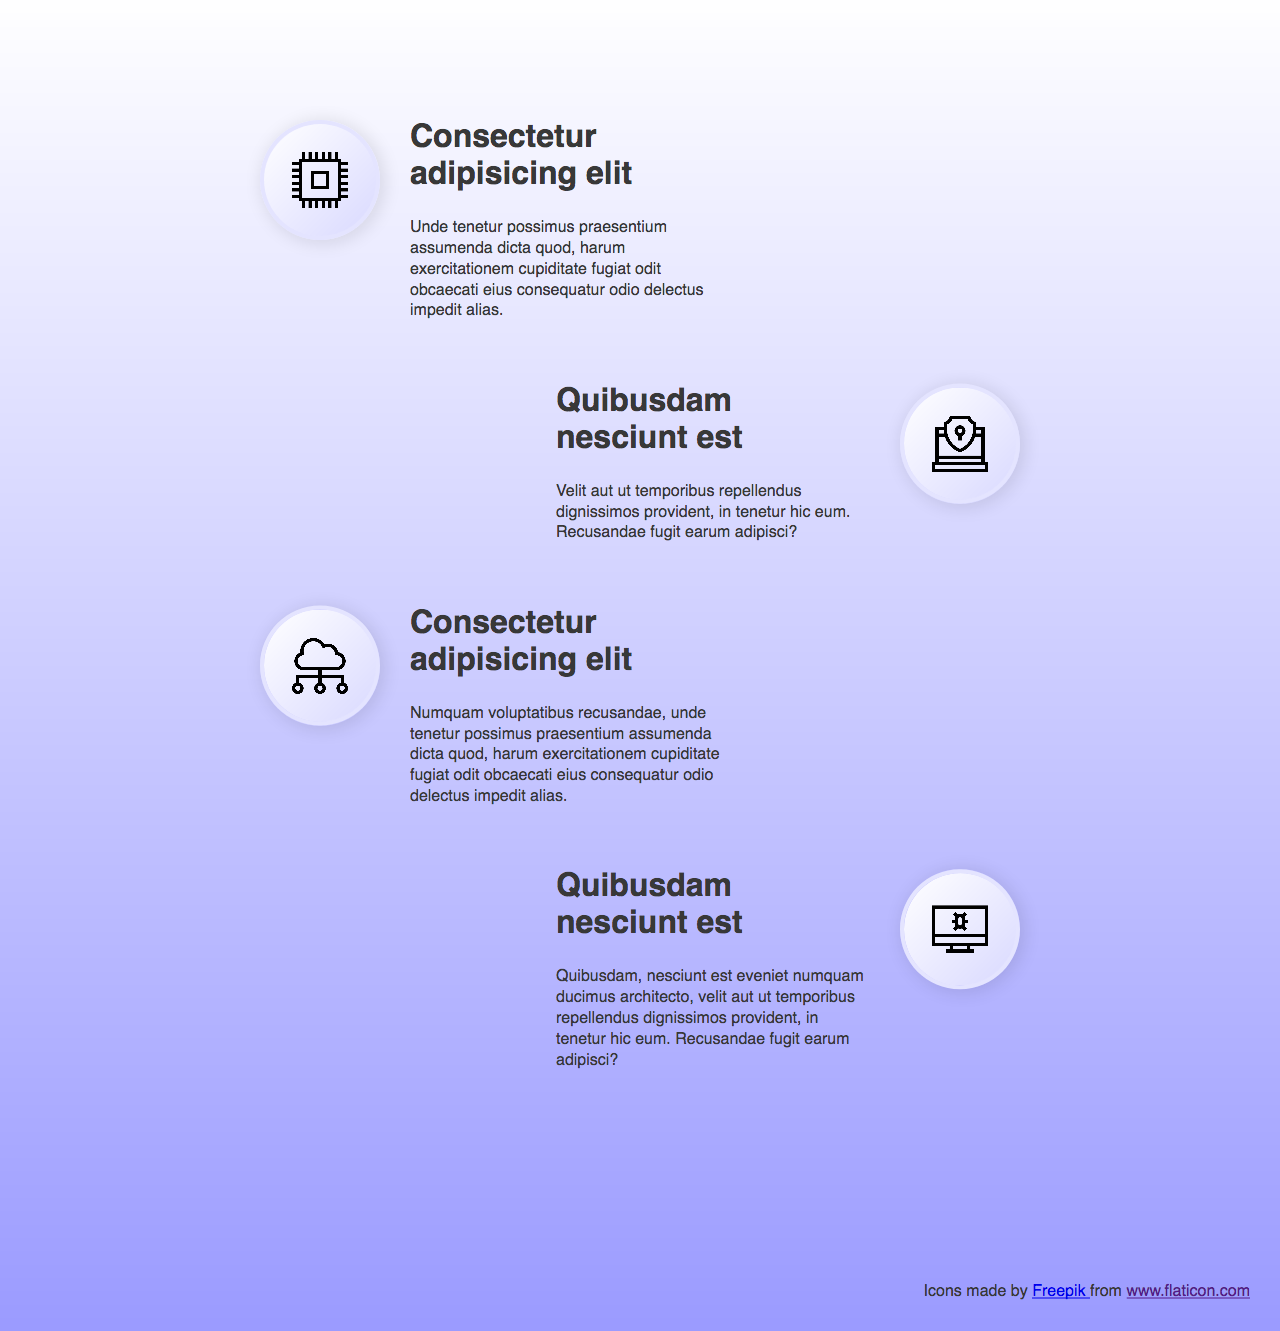 Consectetur
adipisicing elit
Unde tenetur possimus praesentium
assumenda dicta quod, harum
exercitationem cupiditate fugiat odit
obcaecati eius consequatur odio delectus
impedit alias.
Quibusdam
nesciunt est
Velit aut ut temporibus repellendus
dignissimos provident, in tenetur hic eum.
Recusandae fugit earum adipisci?
Consectetur
adipisicing elit
Numquam voluptatibus recusandae, unde
tenetur possimus praesentium assumenda
dicta quod, harum exercitationem cupiditate
fugiat odit obcaecati eius consequatur odio
delectus impedit alias.
Quibusdam
nesciunt est
Quibusdam, nesciunt est eveniet numquam
ducimus architecto, velit aut ut temporibus
repellendus dignissimos provident, in
tenetur hic eum. Recusandae fugit earum
adipisci?
Icons made by Freepik from www.flaticon.com